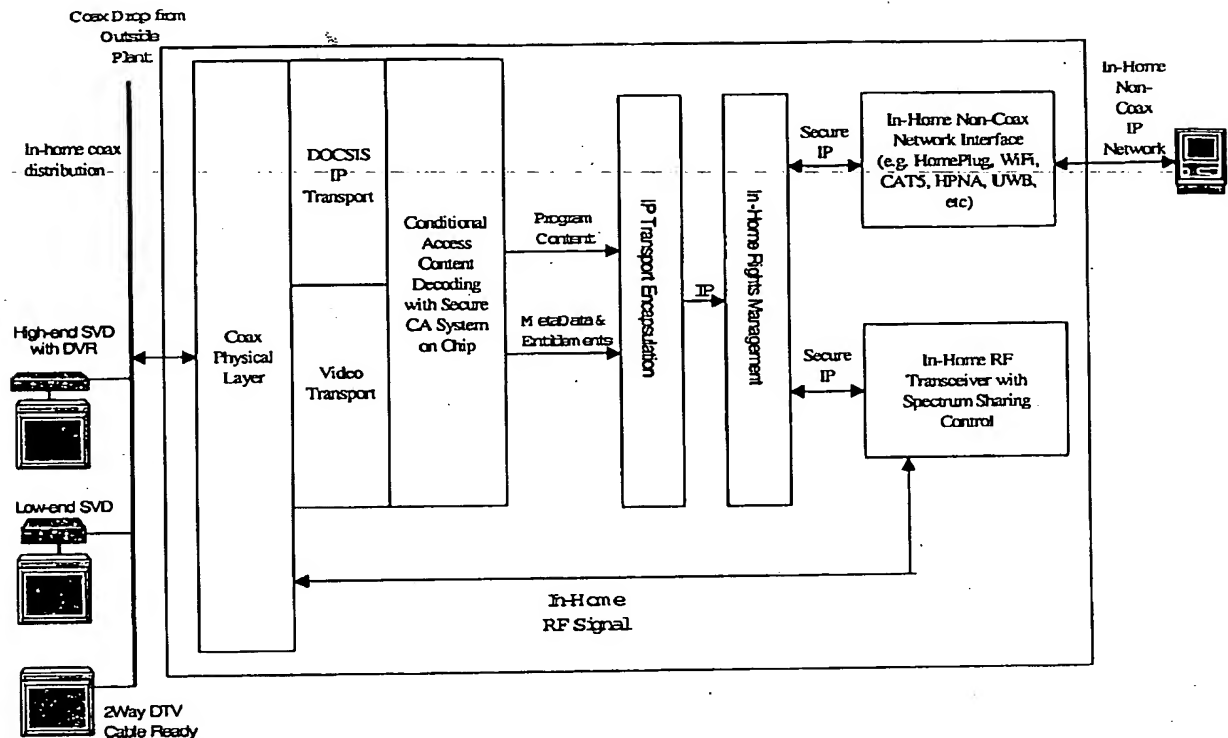 Coax Drop from
Outside
Plant
In-home coax
distribution
High-end SVD
with DVR
Low-end SVD
2Way DTV
Cable Ready
Coax
Physical
Layer
DOCSIS
IP
Transport
Video
Transport
Conditional
Access
Content
Decoding
with Secure
CA System
on Chip
Program
Content
MetaData &
Entitlements
IP Transport Encapsulation
IP
In-Home Rights Management
Secure
IP
Secure
IP
In-Home Non-Coax
Network Interface
(e.g. HomePlug, WiFi,
CAT5, HPNA, UWB,
etc)
In-Home RF
Transceiver with
Spectrum Sharing
Control
In-Home
Non-
Coax
IP
Network
In-Home
RF Signal